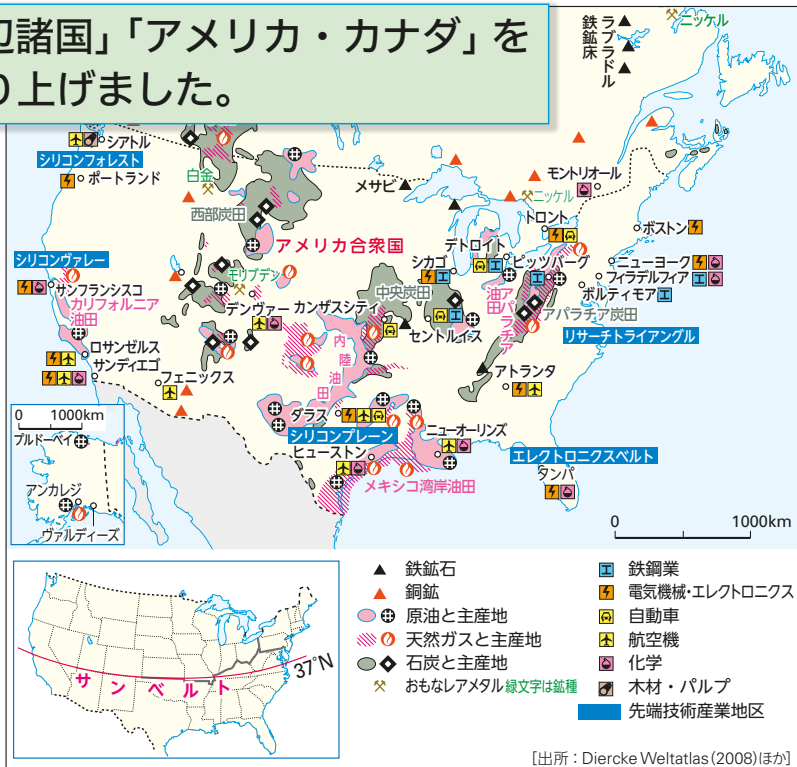 辺諸国」「アメリカ・カナダ」を
り上げました。
ニッケル
ラブラドル
鉄鉱床
シアトル
シリコンフォレスト
ポートランド
白金
西部炭田
メサビ
モントリオール
ニッケル
トロント
ボストン
アメリカ合衆国
デトロイト
シカゴ
ピッツバーグ
ニューヨーク
フィラデルフィア
ボルティモア
シリコンヴァレー
サンフランシスコ
カリフォルニア
油田
モリブデン
デンヴァー
カンザスシティ
中央炭田
セントルイス
アパラチア
油田
アパラチア炭田
リサーチトライアングル
ロサンゼルス
サンディエゴ
フェニックス
内陸油田
アトランタ
ダラス
シリコンプレーン
ヒューストン
ニューオーリンズ
エレクトロニクスベルト
タンパ
メキシコ湾岸油田
0 1000km
プルドーベイ
アンカレジ
ヴァルディーズ
0 1000km
サンベルト
37°N
鉄鉱石
銅鉱
原油と主産地
天然ガスと主産地
石炭と主産地
おもなレアメタル 緑文字は鉱種
鉄鋼業
電気機械・エレクトロニクス
自動車
航空機
化学
木材・パルプ
先端技術産業地区
[出所:Diercke Weltatlas(2008)ほか]